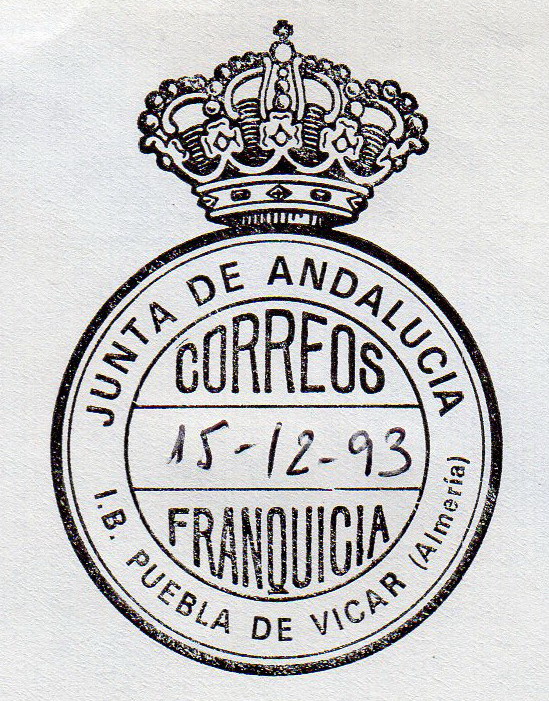 JUNTA DE ANDALUCIA
CORREOS
15-12-93
FRANQUICIA
I.B. PUEBLA DE VICAR (Almería)